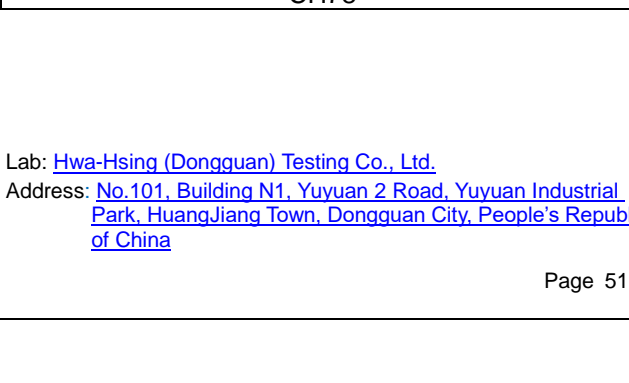 Lab: Hwa-Hsing (Dongguan) Testing Co., Ltd.
Address: No.101, Building N1, Yuyuan 2 Road, Yuyuan Industrial
Park, HuangJiang Town, Dongguan City, People's Republi
of China
Page 51